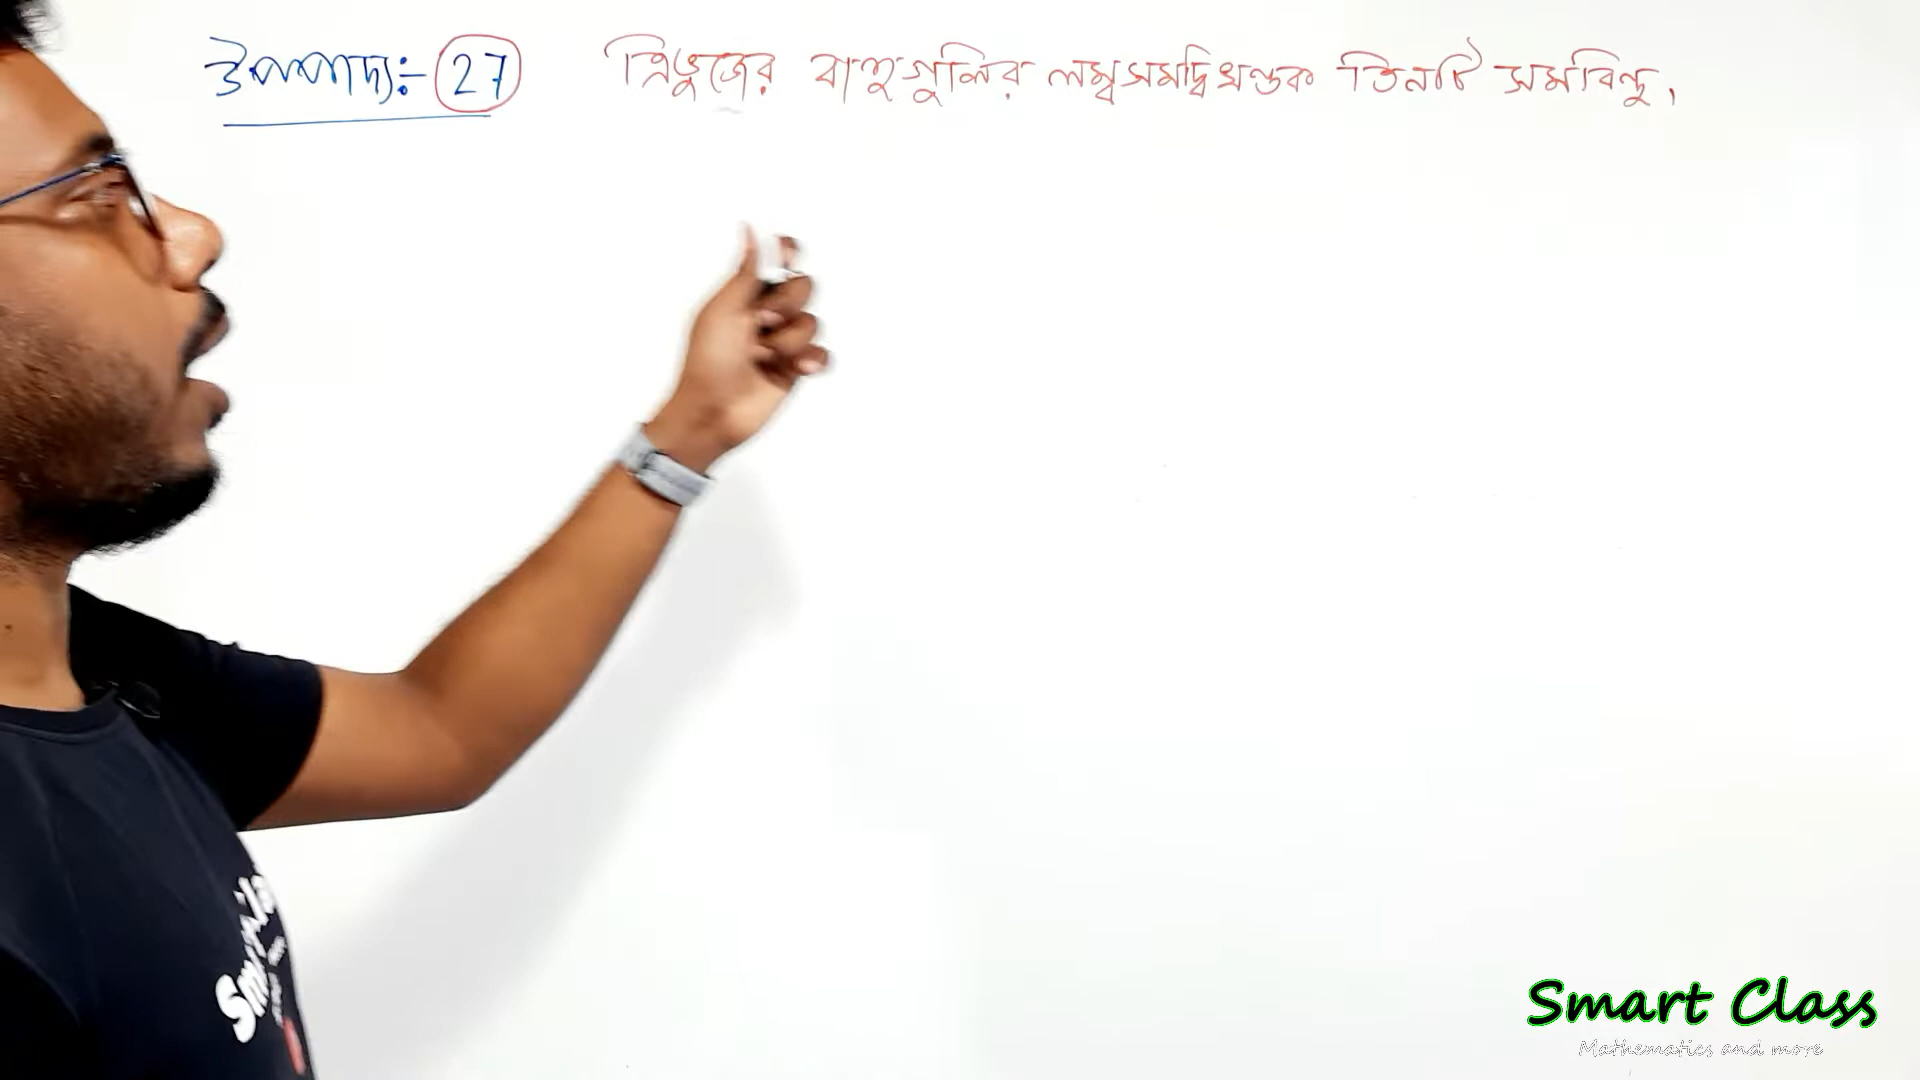 উপপাদ্য:- 27 ত্রিভুজের বাহুগুলির লম্বসমদ্বিখণ্ডক তিনটি সমবিন্দু,
Smart Class
Mathematics and more